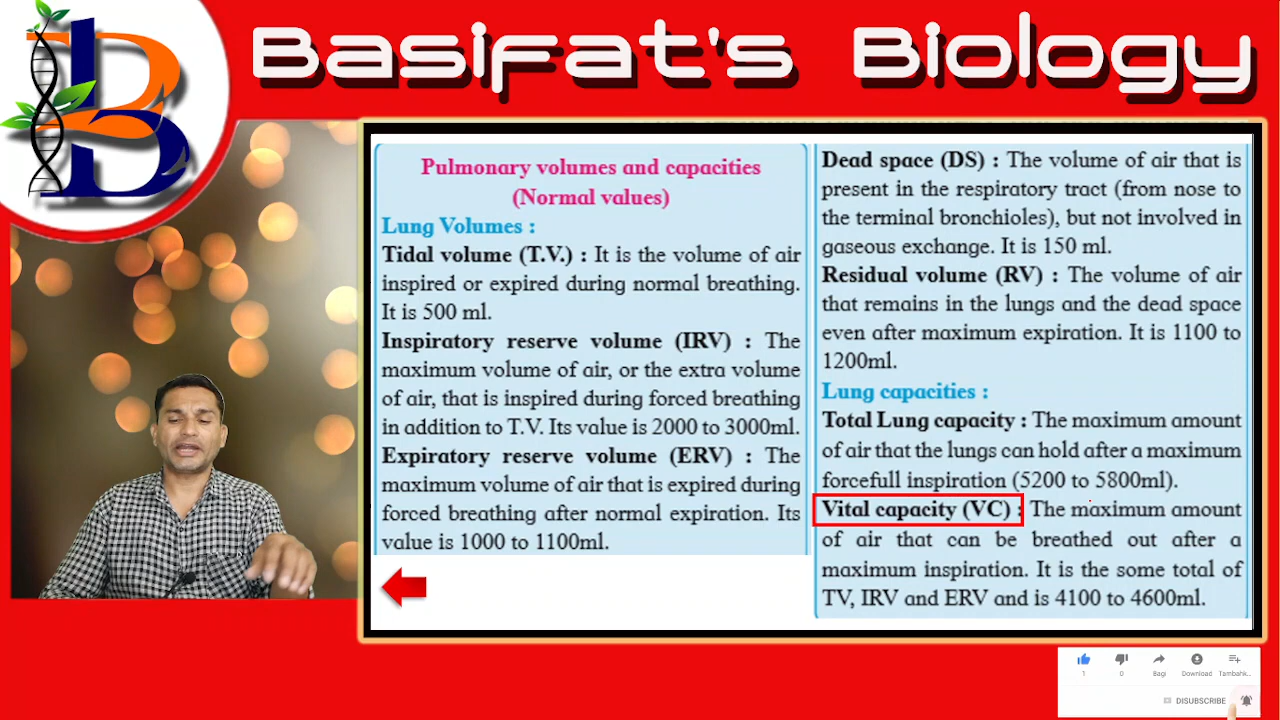 Basifat's Biology
Pulmonary volumes and capacities
(Normal values)
Lung Volumes :
Tidal volume (T.V.) : It is the volume of air
inspired or expired during normal breathing.
It is 500 ml.
Inspiratory reserve volume (IRV) : The
maximum volume of air, or the extra volume
of air, that is inspired during forced breathing
in addition to T.V. Its value is 2000 to 3000ml.
Expiratory reserve volume (ERV) : The
maximum volume of air that is expired during
forced breathing after normal expiration. Its
value is 1000 to 1100ml.
Dead space (DS) : The volume of air that is
present in the respiratory tract (from nose to
the terminal bronchioles), but not involved in
gaseous exchange. It is 150 ml.
Residual volume (RV) : The volume of air
that remains in the lungs and the dead space
even after maximum expiration. It is 1100 to
1200ml.
Lung capacities :
Total Lung capacity : The maximum amount
of air that the lungs can hold after a maximum
forcefull inspiration (5200 to 5800ml).
Vital capacity (VC) : The maximum amount
of air that can be breathed out after a
maximum inspiration. It is the some total of
TV, IRV and ERV and is 4100 to 4600ml.
1 0 Bagi Download Tambahk...
DISUBSCRIBE